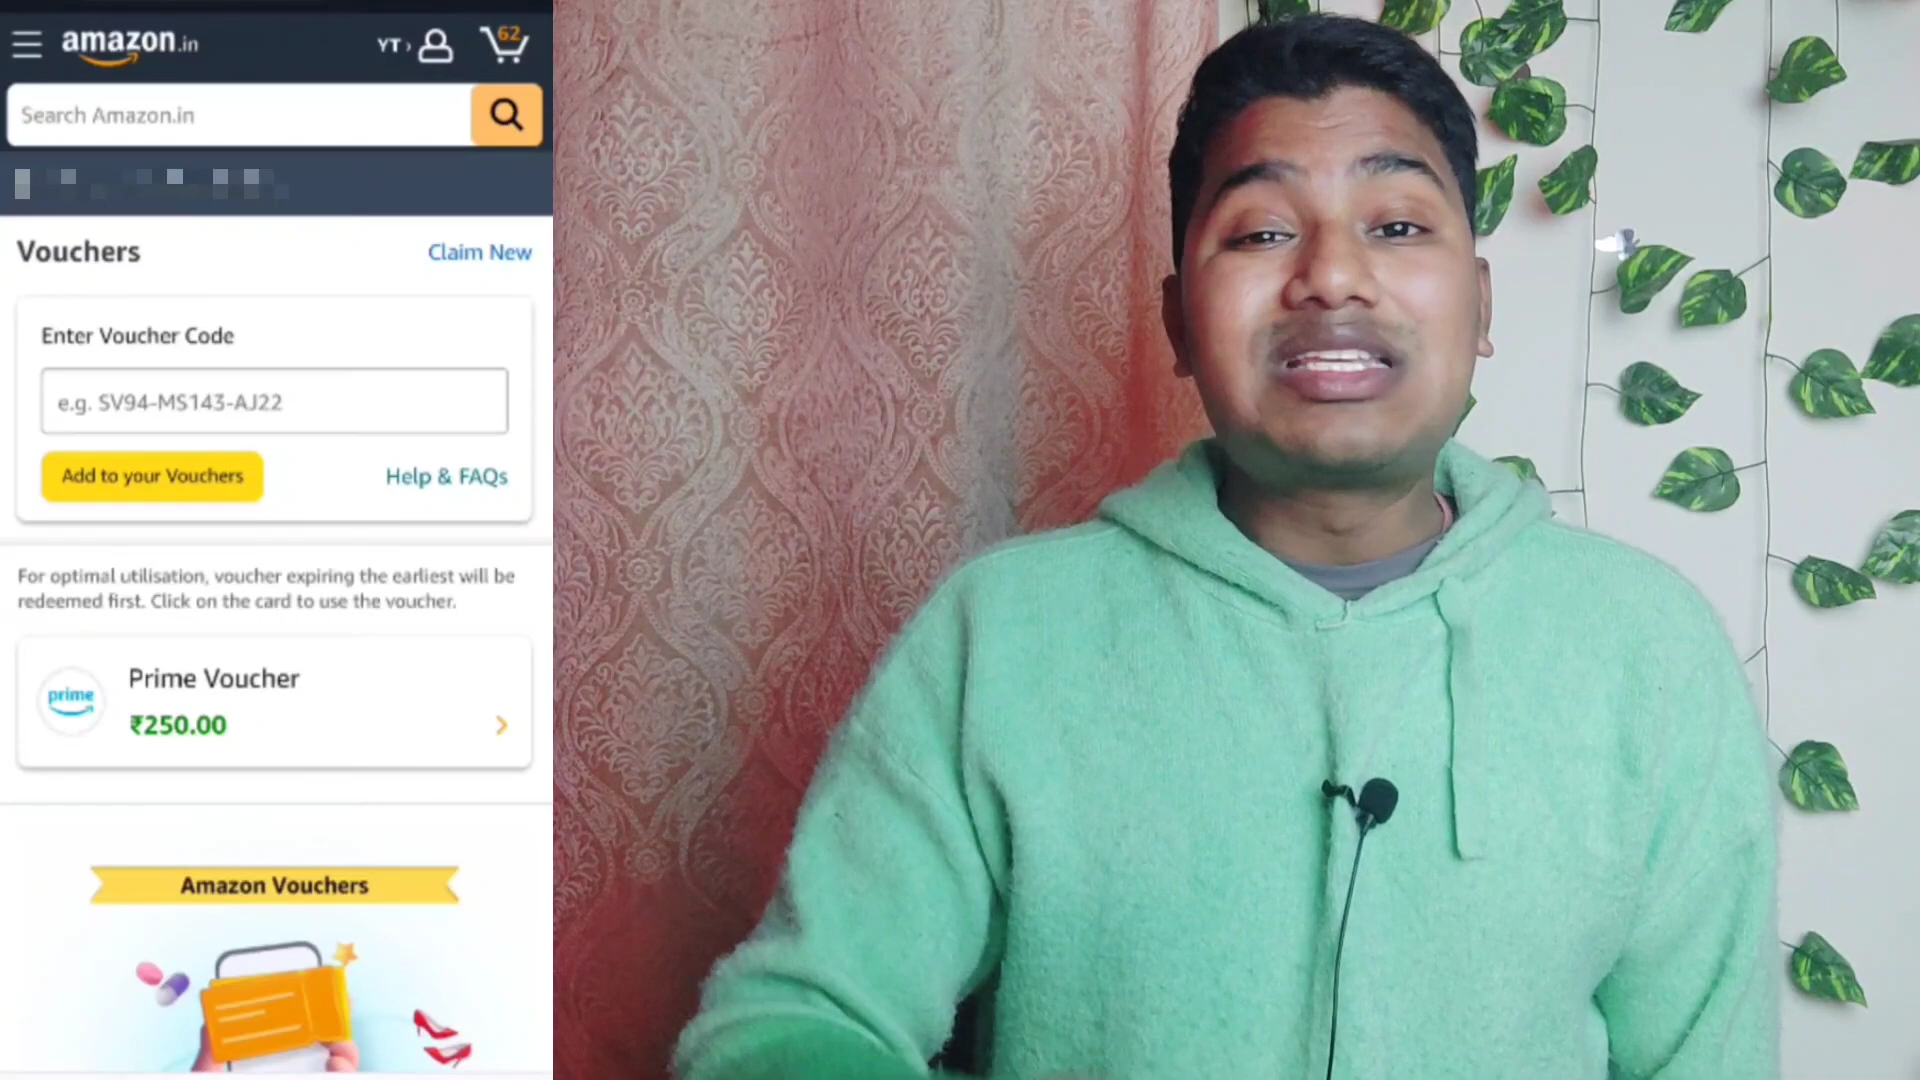 amazon.in
YT ›
62
Search Amazon.in
Vouchers
Claim New
Enter Voucher Code
e.g. SV94-MS143-AJ22
Add to your Vouchers
Help & FAQs
For optimal utilisation, voucher expiring the earliest will be
redeemed first. Click on the card to use the voucher.
prime
Prime Voucher
₹250.00
Amazon Vouchers